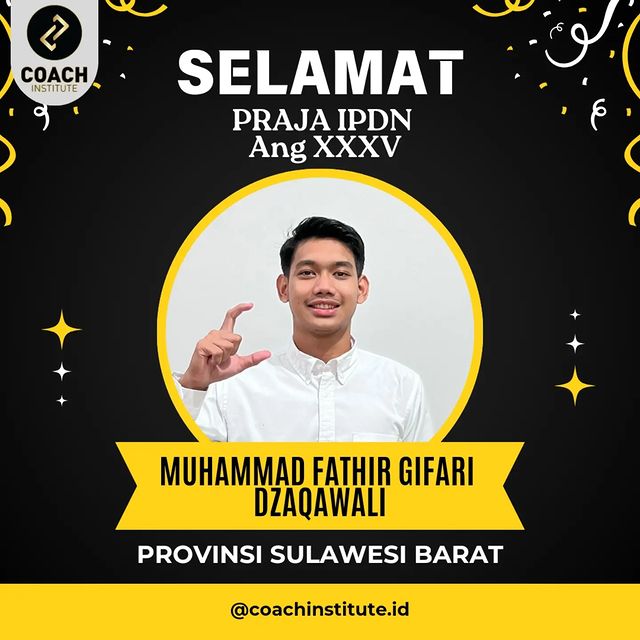 COACH
INSTITUTE
SELAMAT
PRAJA IPDN
Ang XXXV
MUHAMMAD FATHIR GIFARI
DZAQAWALI
PROVINSI SULAWESI BARAT
@coachinstitute.id